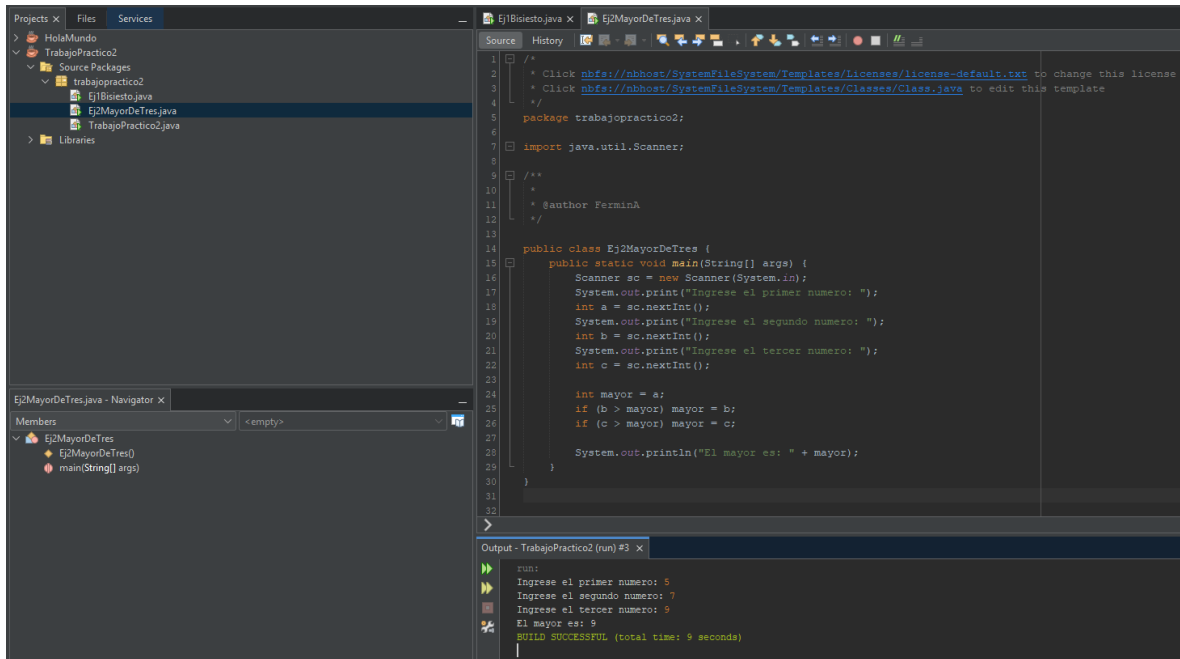 Projects × Files Services
HolaMundo
TrabajoPractico2
Source Packages
trabajopractico2
Ej1Bisiesto.java
Ej2MayorDeTres.java
TrabajoPractico2.java
Libraries
Ej2MayorDeTres.java - Navigator ×
Members <empty>
Ej2MayorDeTres
Ej2MayorDeTres()
main(String[] args)
Ej1Bisiesto.java × Ej2MayorDeTres.java ×
Source History
1 /*
2 * Click nbfs://nbhost/SystemFileSystem/Templates/Licenses/license-default.txt to change this license
3 * Click nbfs://nbhost/SystemFileSystem/Templates/Classes/Class.java to edit this template
4 */
5 package trabajopractico2;
6
7 import java.util.Scanner;
8
9 /**
10 *
11 * @author FerminA
12 */
13
14 public class Ej2MayorDeTres {
15 public static void main(String[] args) {
16 Scanner sc = new Scanner(System.in);
17 System.out.print("Ingrese el primer numero: ");
18 int a = sc.nextInt();
19 System.out.print("Ingrese el segundo numero: ");
20 int b = sc.nextInt();
21 System.out.print("Ingrese el tercer numero: ");
22 int c = sc.nextInt();
23
24 int mayor = a;
25 if (b > mayor) mayor = b;
26 if (c > mayor) mayor = c;
27
28 System.out.println("El mayor es: " + mayor);
29 }
30 }
31
32
Output - TrabajoPractico2 (run) #3 ×
run:
Ingrese el primer numero: 5
Ingrese el segundo numero: 7
Ingrese el tercer numero: 9
El mayor es: 9
BUILD SUCCESSFUL (total time: 9 seconds)